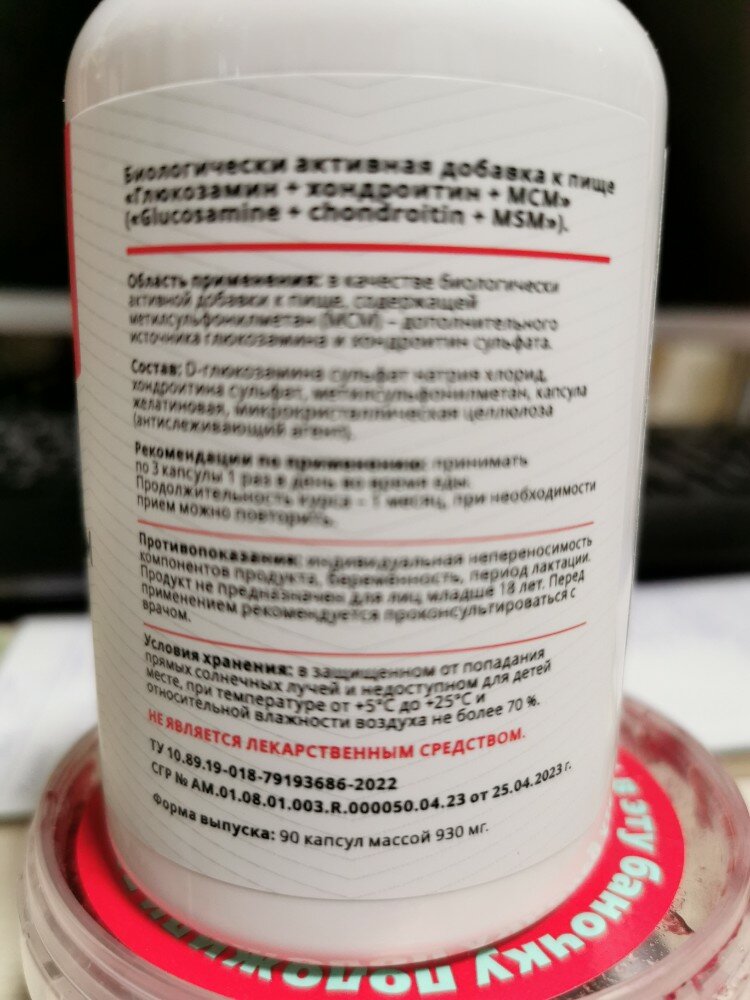 Биологически активная добавка к пище
«Глюкозамин + хондроитин + МСМ»
(«Glucosamine + chondroitin + MSM»).
Область применения: в качестве биологически
активной добавки к пище, содержащей
метилсульфонилметан (МСМ) – дополнительного
источника глюкозамина и хондроитин сульфата.
Состав: D-глюкозамина сульфат натрия хлорид,
хондроитина сульфат, метилсульфонилметан, капсула
желатиновая, микрокристаллическая целлюлоза
(антислеживающий агент).
Рекомендации по применению: принимать
по 3 капсулы 1 раз в день во время еды.
Продолжительность курса – 1 месяц, при необходимости
прием можно повторить.
Противопоказания: индивидуальная непереносимость
компонентов продукта, беременность, период лактации.
Продукт не предназначен для лиц младше 18 лет. Перед
применением рекомендуется проконсультироваться с
врачом.
Условия хранения: в защищенном от попадания
прямых солнечных лучей и недоступном для детей
месте, при температуре от +5°С до +25°С и
относительной влажности воздуха не более 70 %.
НЕ ЯВЛЯЕТСЯ ЛЕКАРСТВЕННЫМ СРЕДСТВОМ.
ТУ 10.89.19-018-79193686-2022
СГР № AM.01.08.01.003.R.000050.04.23 от 25.04.2023 г.
Форма выпуска: 90 капсул массой 930 мг.
в эту баночку